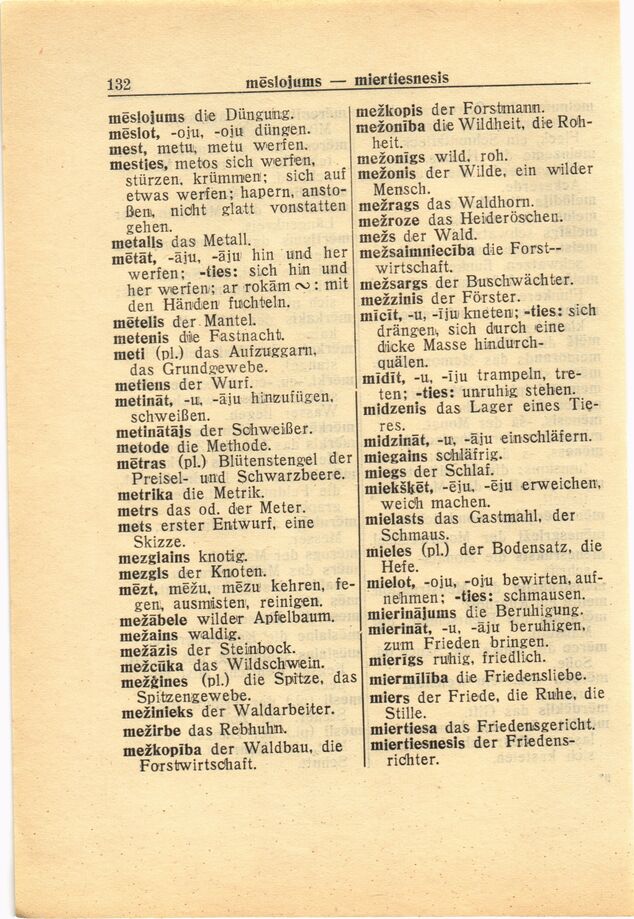 132
mēslojums — miertiesnesis
mēslojums die Düngung.
mēslot, -oju, -oju düngen.
mest, metu, metu werfen.
mesties, metos sich werfen,
stürzen, krümmen; sich auf
etwas werfen; hapern, ansto-
ßen, nicht glatt vonstatten
gehen.
metalls das Metall.
mētāt, -āju, -āju hin und her
werfen; -ties: sich hin und
her werfen; ar rokām ∾: mit
den Händen fuchteln.
mētelis der Mantel.
metenis die Fastnacht.
meti (pl.) das Aufzuggarn,
das Grundgewebe.
metiens der Wurf.
metināt, -u, -āju hinzufügen,
schweißen.
metinātājs der Schweißer.
metode die Methode.
mētras (pl.) Blütenstengel der
Preisel- und Schwarzbeere.
metrika die Metrik.
metrs das od. der Meter.
mets erster Entwurf, eine
Skizze.
mezglains knotig.
mezgls der Knoten.
mēzt, mēžu, mēzu kehren, fe-
gen, ausmisten, reinigen.
mežābele wilder Apfelbaum.
mežains waldig.
mežāzis der Steinbock.
mežcūka das Wildschwein.
mežģines (pl.) die Spitze, das
Spitzengewebe.
mežinieks der Waldarbeiter.
mežirbe das Rebhuhn.
mežkopība der Waldbau, die
Forstwirtschaft.
mežkopis der Forstmann.
mežonība die Wildheit, die Roh-
heit.
mežonīgs wild, roh.
mežonis der Wilde, ein wilder
Mensch.
mežrags das Waldhorn.
mežroze das Heideröschen.
mežs der Wald.
mežsaimniecība die Forst--
wirtschaft.
mežsargs der Buschwächter.
mežzinis der Förster.
mīcīt, -u, -īju kneten; -ties: sich
drängen, sich durch eine
dicke Masse hindurch-
quälen.
mīdīt, -u, -īju trampeln, tre-
ten; -ties: unruhig stehen.
midzenis das Lager eines Tie-
res.
midzināt, -u, -āju einschläfern.
miegains schläfrig.
miegs der Schlaf.
miekšķēt, -ēju, -ēju erweichen,
weich machen.
mielasts das Gastmahl, der
Schmaus.
mieles (pl.) der Bodensatz, die
Hefe.
mielot, -oju, -oju bewirten, auf-
nehmen; -ties: schmausen.
mierinājums die Beruhigung.
mierināt, -u, -āju beruhigen,
zum Frieden bringen.
mierīgs ruhig, friedlich.
miermīlība die Friedensliebe.
miers der Friede, die Ruhe, die
Stille.
miertiesa das Friedensgericht.
miertiesnesis der Friedens-
richter.